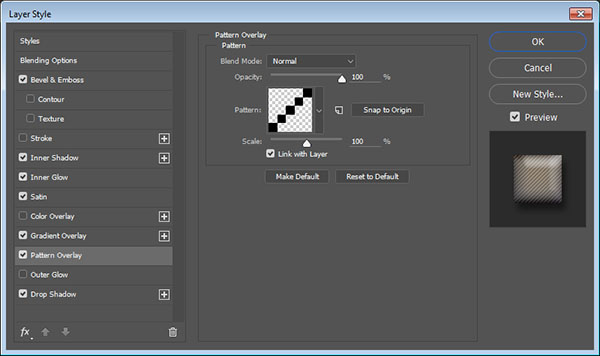 Layer Style
Styles
Blending Options
Bevel & Emboss
Contour
Texture
Stroke
Inner Shadow
Inner Glow
Satin
Color Overlay
Gradient Overlay
Pattern Overlay
Outer Glow
Drop Shadow
fx
Pattern Overlay
Pattern
Blend Mode: Normal
Opacity: 100 %
Pattern: Snap to Origin
Scale: 100 %
Link with Layer
Make Default Reset to Default
OK
Cancel
New Style...
Preview